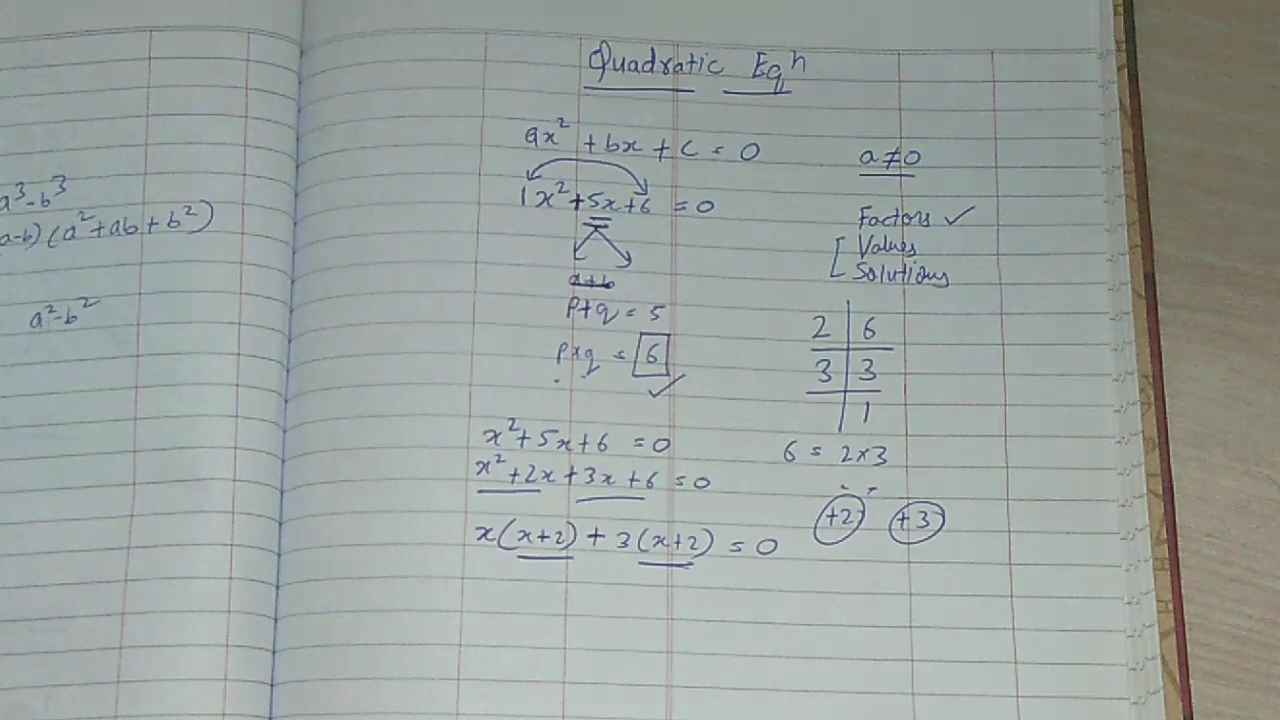 a³-b³
a-b)(a²+ab+b²)
a²-b²
Quadratic Eqⁿ
ax² + bx + c = 0
a ≠ 0
1x² + 5x + 6 = 0
Factors ✓
[ Values
Solutions
a+b
p+q = 5
p×q = 6
✓
2 | 6
3 | 3
| 1
6 = 2×3
x² + 5x + 6 = 0
x² + 2x + 3x + 6 = 0
+2 +3
x(x+2) + 3(x+2) = 0